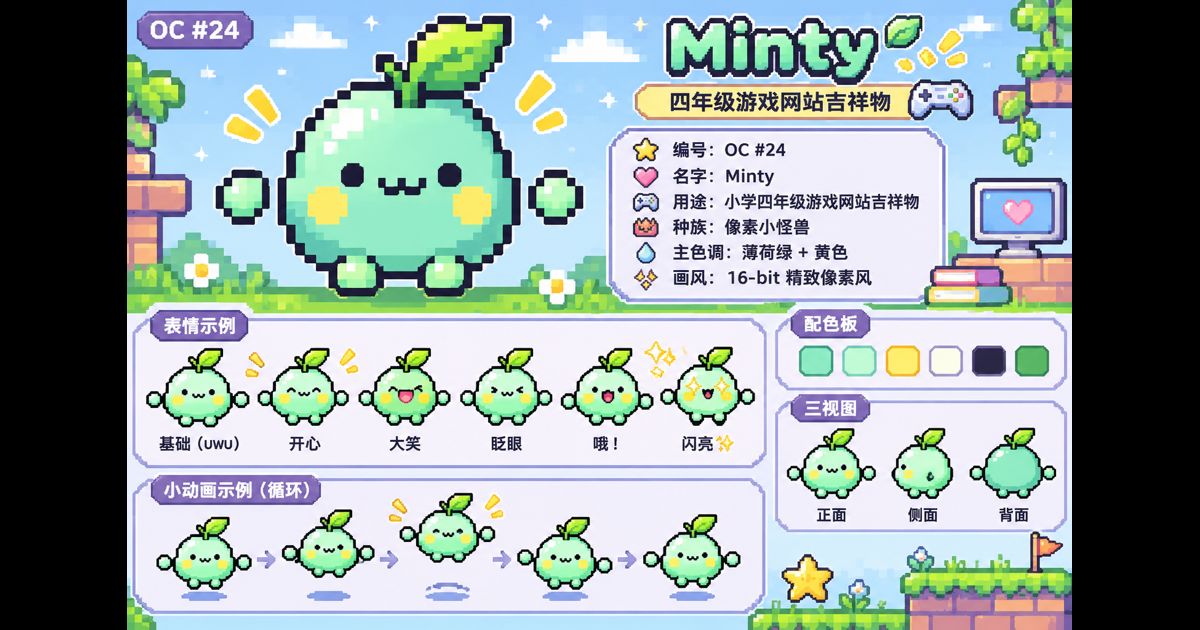 OC #24
Minty
四年级游戏网站吉祥物
编号：OC #24
名字：Minty
用途：小学四年级游戏网站吉祥物
种族：像素小怪兽
主色调：薄荷绿 + 黄色
画风：16-bit 精致像素风
表情示例
基础（UWU）
开心
大笑
眨眼
哦！
闪亮✨
配色板
三视图
正面
侧面
背面
小动画示例（循环）